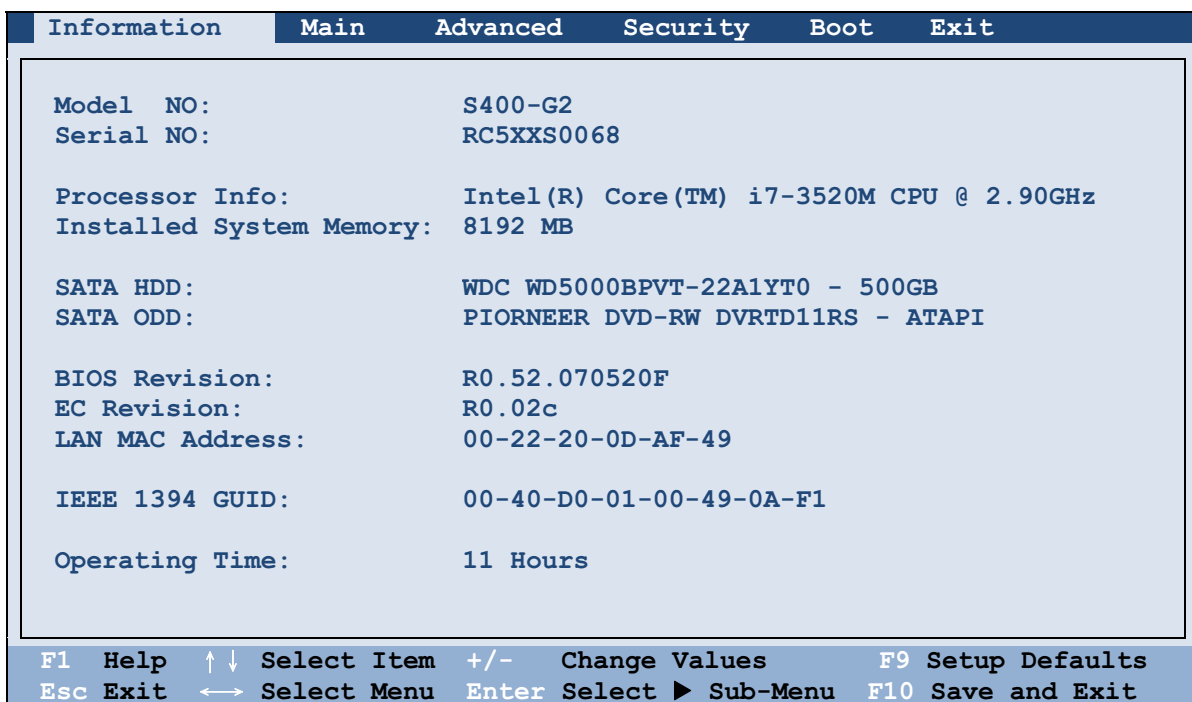 Information Main Advanced Security Boot Exit
Model NO: S400-G2
Serial NO: RC5XXS0068
Processor Info: Intel(R) Core(TM) i7-3520M CPU @ 2.90GHz
Installed System Memory: 8192 MB
SATA HDD: WDC WD5000BPVT-22A1YT0 - 500GB
SATA ODD: PIORNEER DVD-RW DVRTD11RS - ATAPI
BIOS Revision: R0.52.070520F
EC Revision: R0.02c
LAN MAC Address: 00-22-20-0D-AF-49
IEEE 1394 GUID: 00-40-D0-01-00-49-0A-F1
Operating Time: 11 Hours
F1 Help ↑↓ Select Item +/- Change Values F9 Setup Defaults
Esc Exit ←→ Select Menu Enter Select ▶ Sub-Menu F10 Save and Exit